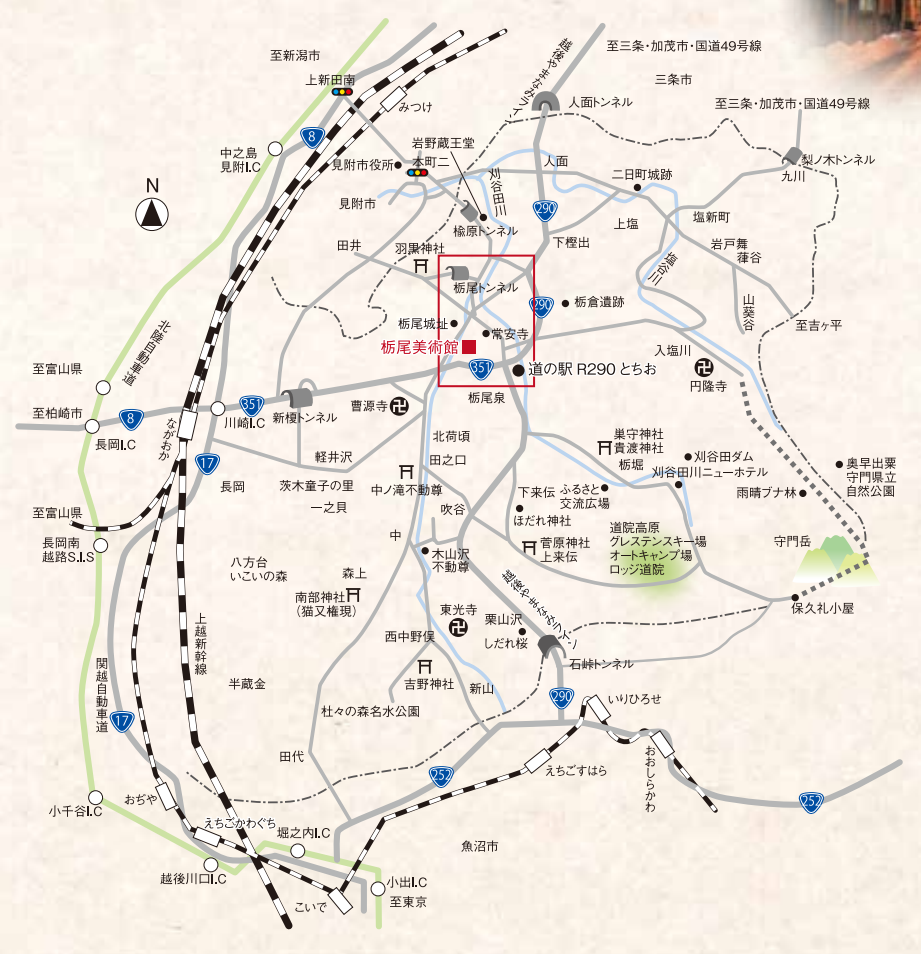 至三条・加茂市・国道49号線
至新潟市
越後やまなみライン
上新田南
三条市
みつけ
人面トンネル
至三条・加茂市・国道49号線
8
岩野蔵王堂
中之島
見附I.C
見附市役所
本町二
人面
梨ノ木トンネル
九川
刈谷田川
二日町城跡
N
見附市
290
上塩
塩新町
楡原トンネル
田井
下樫出
岩戸舞
葎谷
羽黒神社
塩谷川
栃尾トンネル
290
栃倉遺跡
山葵谷
北陸自動車道
栃尾城址
常安寺
至吉ヶ平
栃尾美術館
入塩川
至富山県
351
道の駅 R290 とちお
円隆寺
栃尾泉
至柏崎市
8
351
川崎I.C
新榎トンネル
曹源寺
長岡I.C
ながおか
北荷頃
巣守神社
貴渡神社
17
軽井沢
田之口
栃堀
刈谷田ダム
奥早出粟
守門県立
自然公園
長岡
茨木童子の里
中ノ滝不動尊
下来伝
ふるさと
交流広場
刈谷田川ニューホテル
雨晴ブナ林
一之貝
吹谷
ほだれ神社
至富山県
中
道院高原
グレステンスキー場
オートキャンプ場
ロッジ道院
守門岳
長岡南
越路S.I.S
木山沢
不動尊
菅原神社
上来伝
八方台
いこいの森
森上
越後やまなみライン
南部神社
(猫又権現)
東光寺
栗山沢
しだれ桜
保久礼小屋
上越新幹線
西中野俣
石峠トンネル
関越自動車道
半蔵金
吉野神社
新山
290
いりひろせ
17
杜々の森名水公園
田代
おおしらかわ
えちごすはら
252
252
小千谷I.C
おぢや
えちごかわぐち
堀之内I.C
魚沼市
越後川口I.C
小出I.C
こいで
至東京